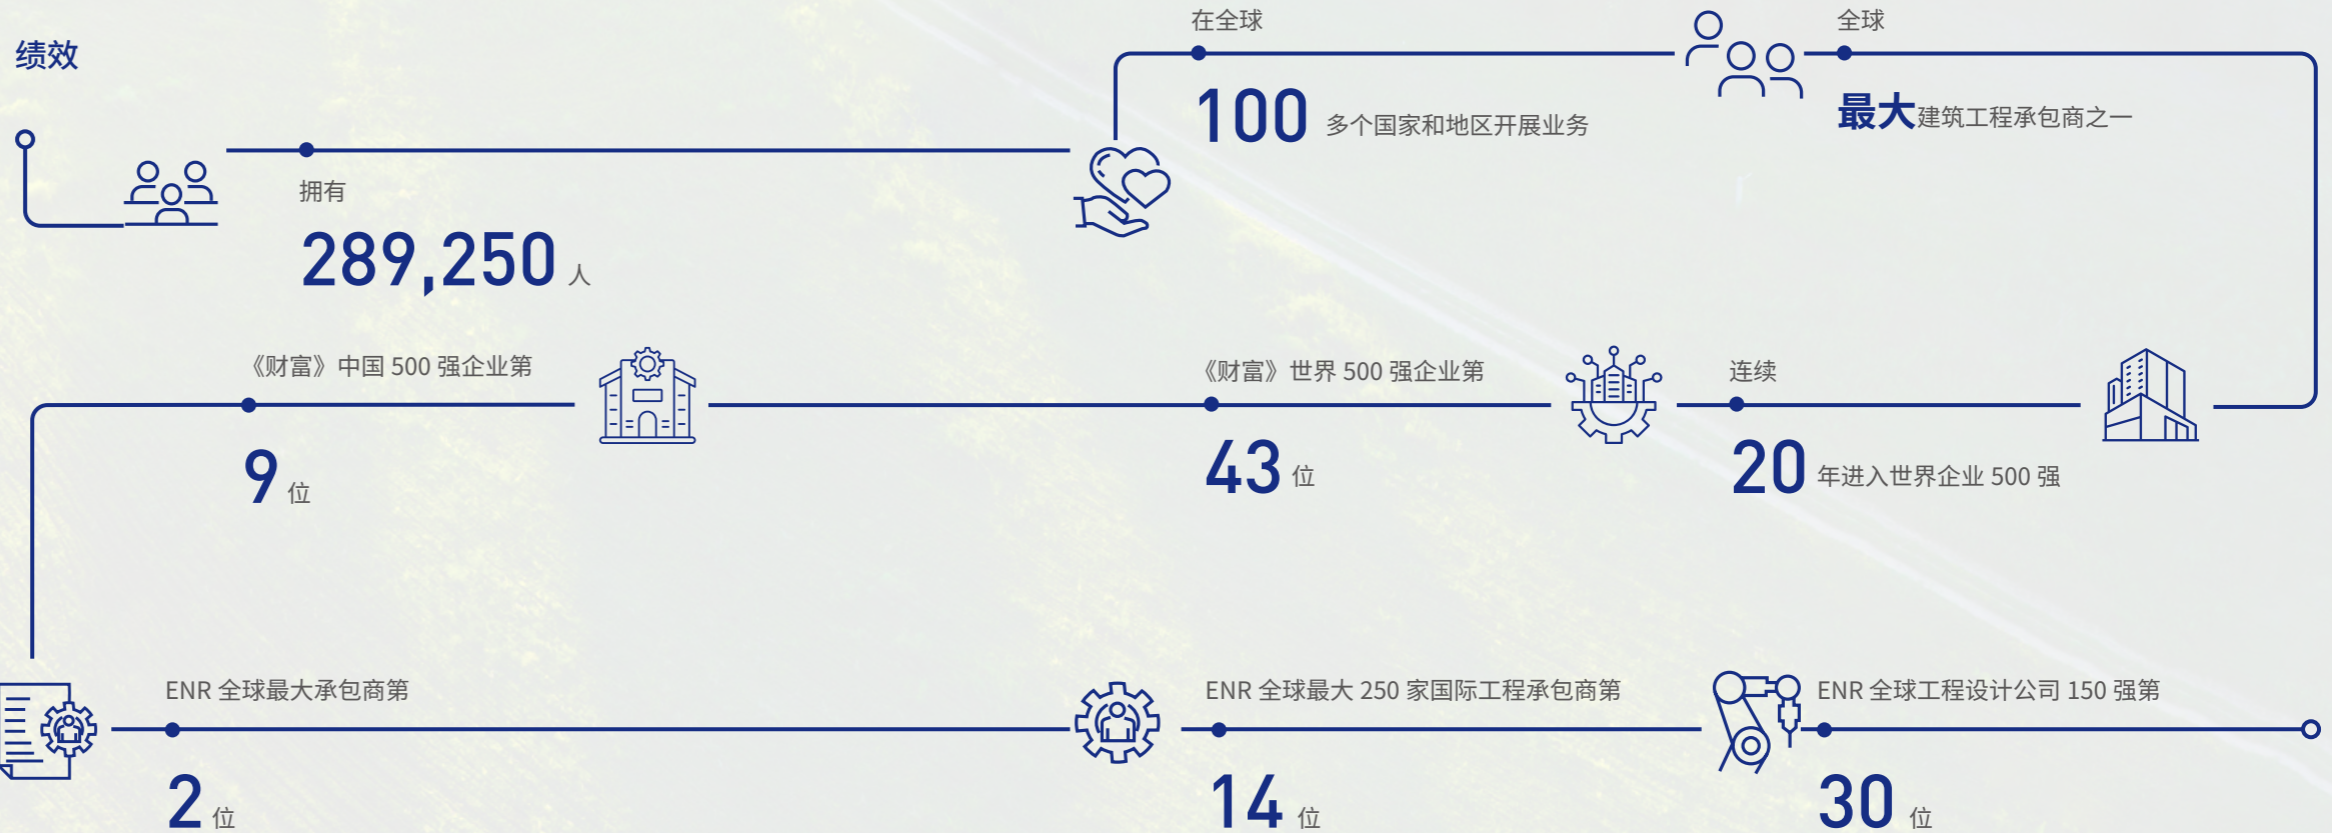 绩效
拥有
289,250 人
在全球
100 多个国家和地区开展业务
全球
最大建筑工程承包商之一
连续
20 年进入世界企业 500 强
《财富》世界 500 强企业第
43 位
《财富》中国 500 强企业第
9 位
ENR 全球最大承包商第
2 位
ENR 全球最大 250 家国际工程承包商第
14 位
ENR 全球工程设计公司 150 强第
30 位